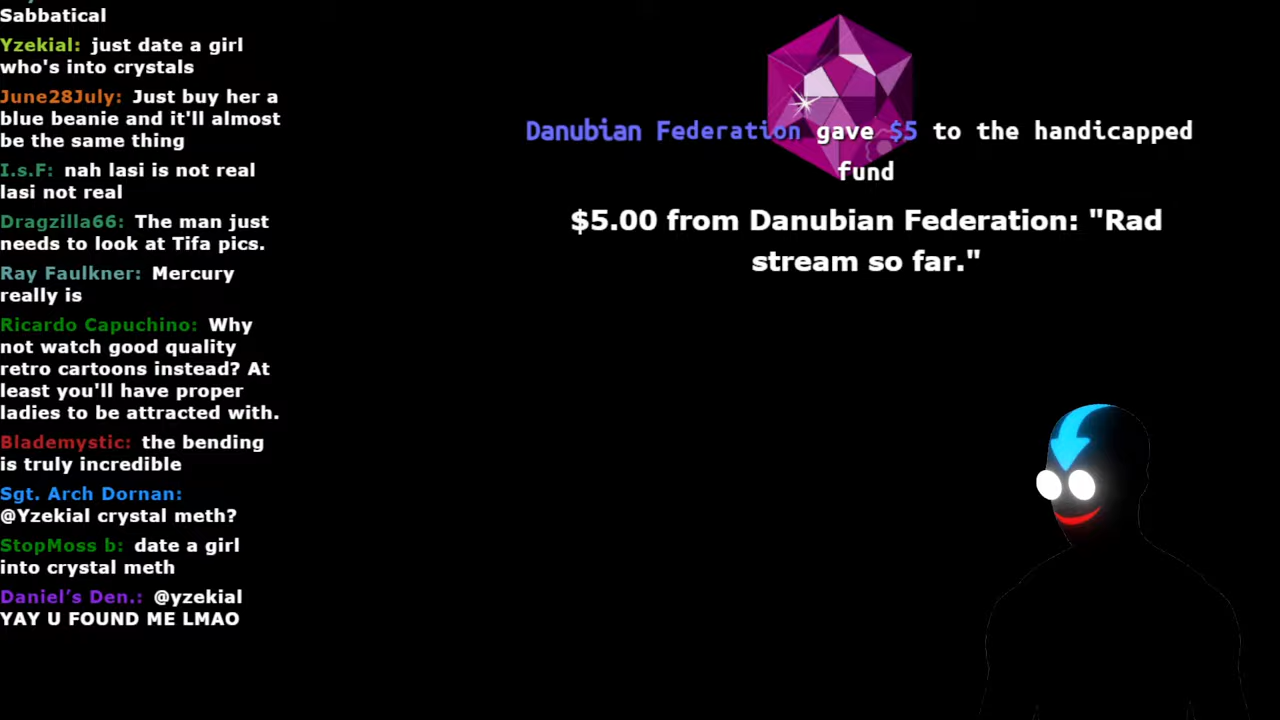 Sabbatical
Yzekial: just date a girl
who's into crystals
June28July: Just buy her a
blue beanie and it'll almost
be the same thing
I.s.F: nah lasi is not real
lasi not real
Dragzilla66: The man just
needs to look at Tifa pics.
Ray Faulkner: Mercury
really is
Ricardo Capuchino: Why
not watch good quality
retro cartoons instead? At
least you'll have proper
ladies to be attracted with.
Blademystic: the bending
is truly incredible
Sgt. Arch Dornan:
@Yzekial crystal meth?
StopMoss b: date a girl
into crystal meth
Daniel’s Den.: @yzekial
YAY U FOUND ME LMAO
Danubian Federation gave $5 to the handicapped
fund
$5.00 from Danubian Federation: "Rad
stream so far."